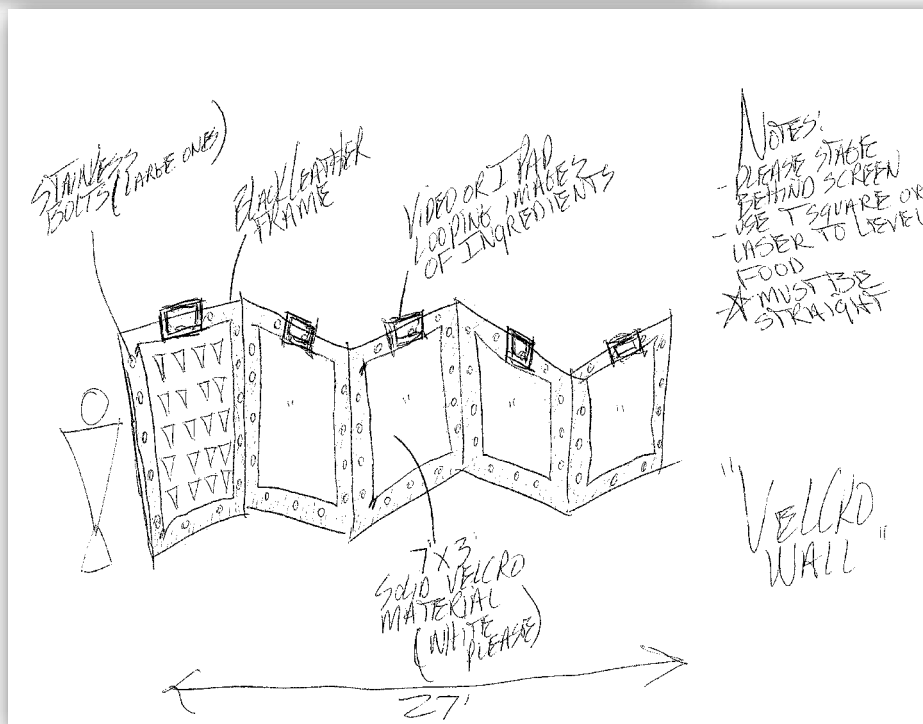 STAINLESS
BOLTS (LARGE ONES)
BLACK LEATHER
FRAME
VIDEO OR I PAD
LOOPING IMAGES
OF INGREDIENTS
NOTES:
- PLEASE STAGE
BEHIND SCREEN
- USE T SQUARE OR
LASER TO LEVEL
FOOD
☆ MUST BE
STRAIGHT
" " " "
7'X3'
SOLID VELCRO
MATERIAL
(WHITE
PLEASE)
"VELCRO
WALL"
27'